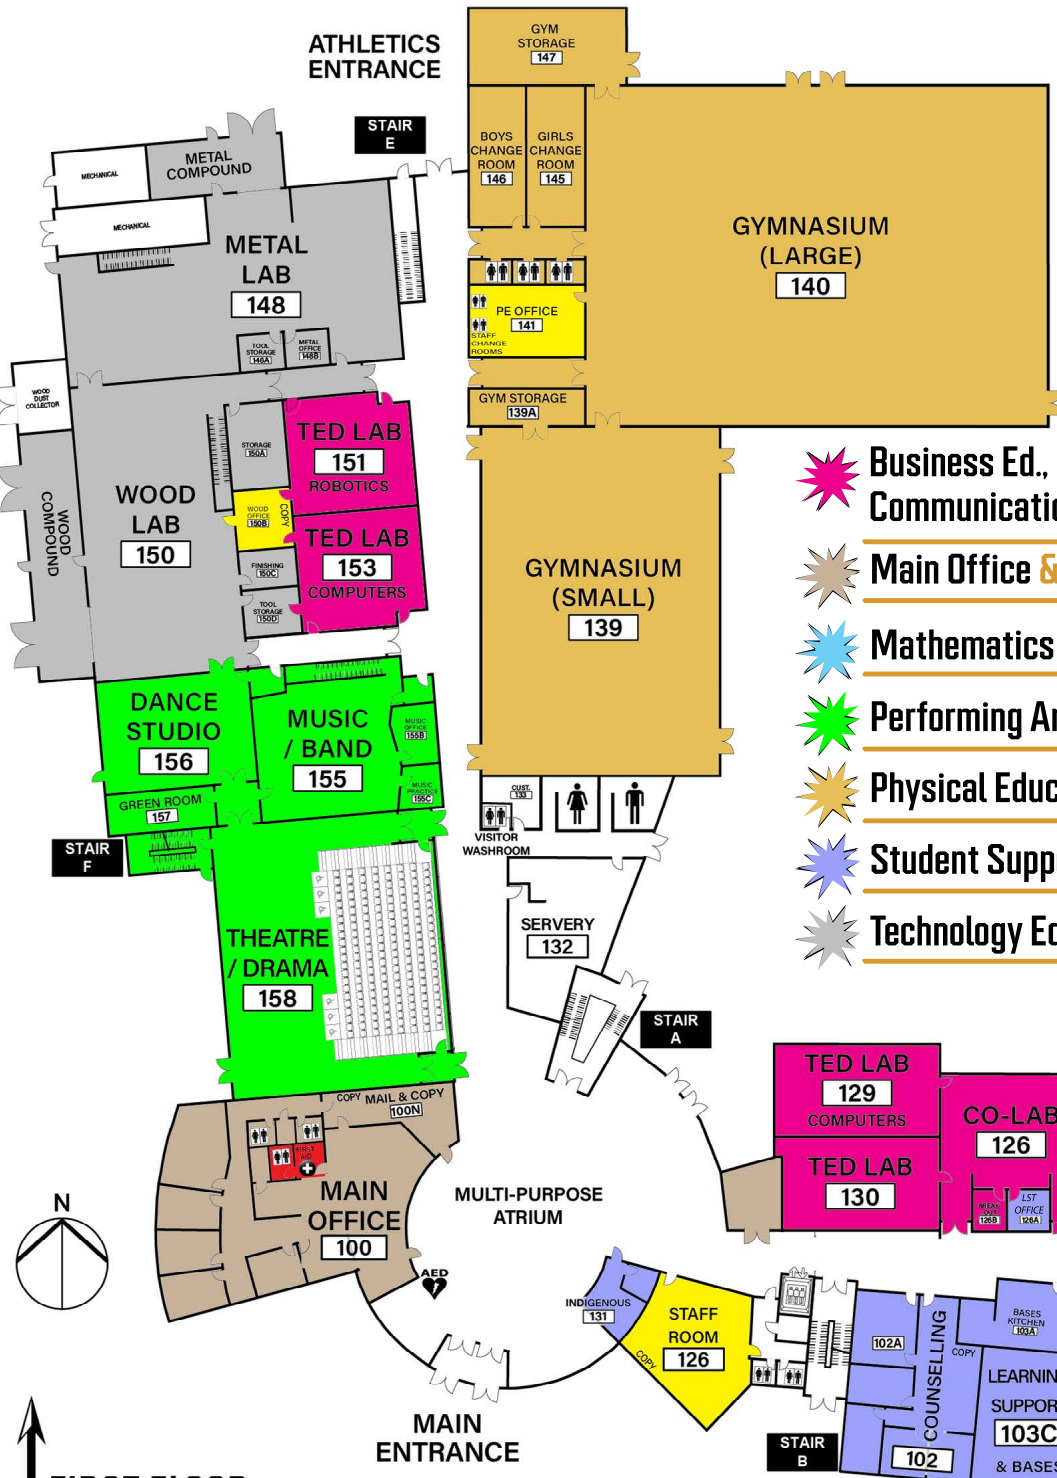 ATHLETICS
ENTRANCE
GYM
STORAGE
147
STAIR
E
BOYS
CHANGE
ROOM
146
GIRLS
CHANGE
ROOM
145
METAL
COMPOUND
MECHANICAL
MECHANICAL
METAL
LAB
148
GYMNASIUM
(LARGE)
140
PE OFFICE
141
STAFF
CHANGE
ROOMS
TOOL
STORAGE
148A
METAL
OFFICE
148B
GYM STORAGE
139A
WOOD
DUST
COLLECTOR
WOOD
COMPOUND
WOOD
LAB
150
STORAGE
150A
TED LAB
151
ROBOTICS
WOOD
OFFICE
150B
COPY
TED LAB
153
COMPUTERS
FINISHING
150C
TOOL
STORAGE
150D
GYMNASIUM
(SMALL)
139
Business Ed.,
Communicatio
Main Office &
Mathematics
Performing Ar
Physical Educ
Student Supp
Technology Ed
DANCE
STUDIO
156
MUSIC
/ BAND
155
MUSIC
OFFICE
155B
MUSIC
PRACTICE
155C
GREEN ROOM
157
STAIR
F
CUST.
133
VISITOR
WASHROOM
THEATRE
/ DRAMA
158
SERVERY
132
STAIR
A
TED LAB
129
COMPUTERS
TED LAB
130
CO-LAB
126
BREAK
OUT
126B
LST
OFFICE
126A
COPY
MAIL & COPY
100N
FIRST
AID
MAIN
OFFICE
100
MULTI-PURPOSE
ATRIUM
N
AED
INDIGENOUS
131
STAFF
ROOM
126
COPY
102A
COUNSELLING
102
BASES
KITCHEN
103A
COPY
LEARNIN
SUPPOR
103C
& BASES
MAIN
ENTRANCE
STAIR
B
FIRST FLOOR